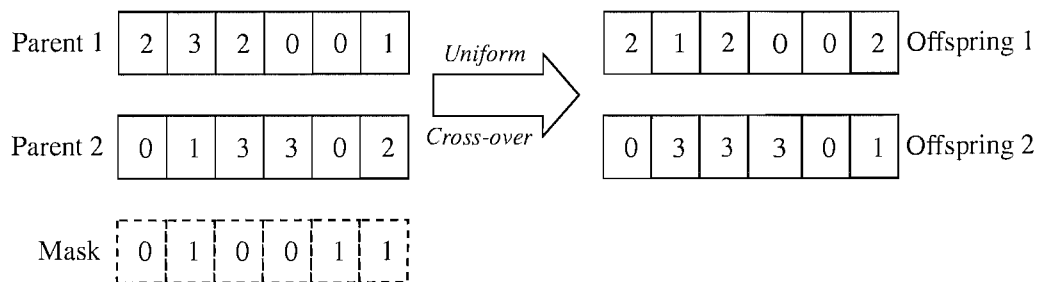 Parent 1 2 3 2 0 0 1 Uniform 2 1 2 0 0 2 Offspring 1
Parent 2 0 1 3 3 0 2 Cross-over 0 3 3 3 0 1 Offspring 2
Mask 0 1 0 0 1 1